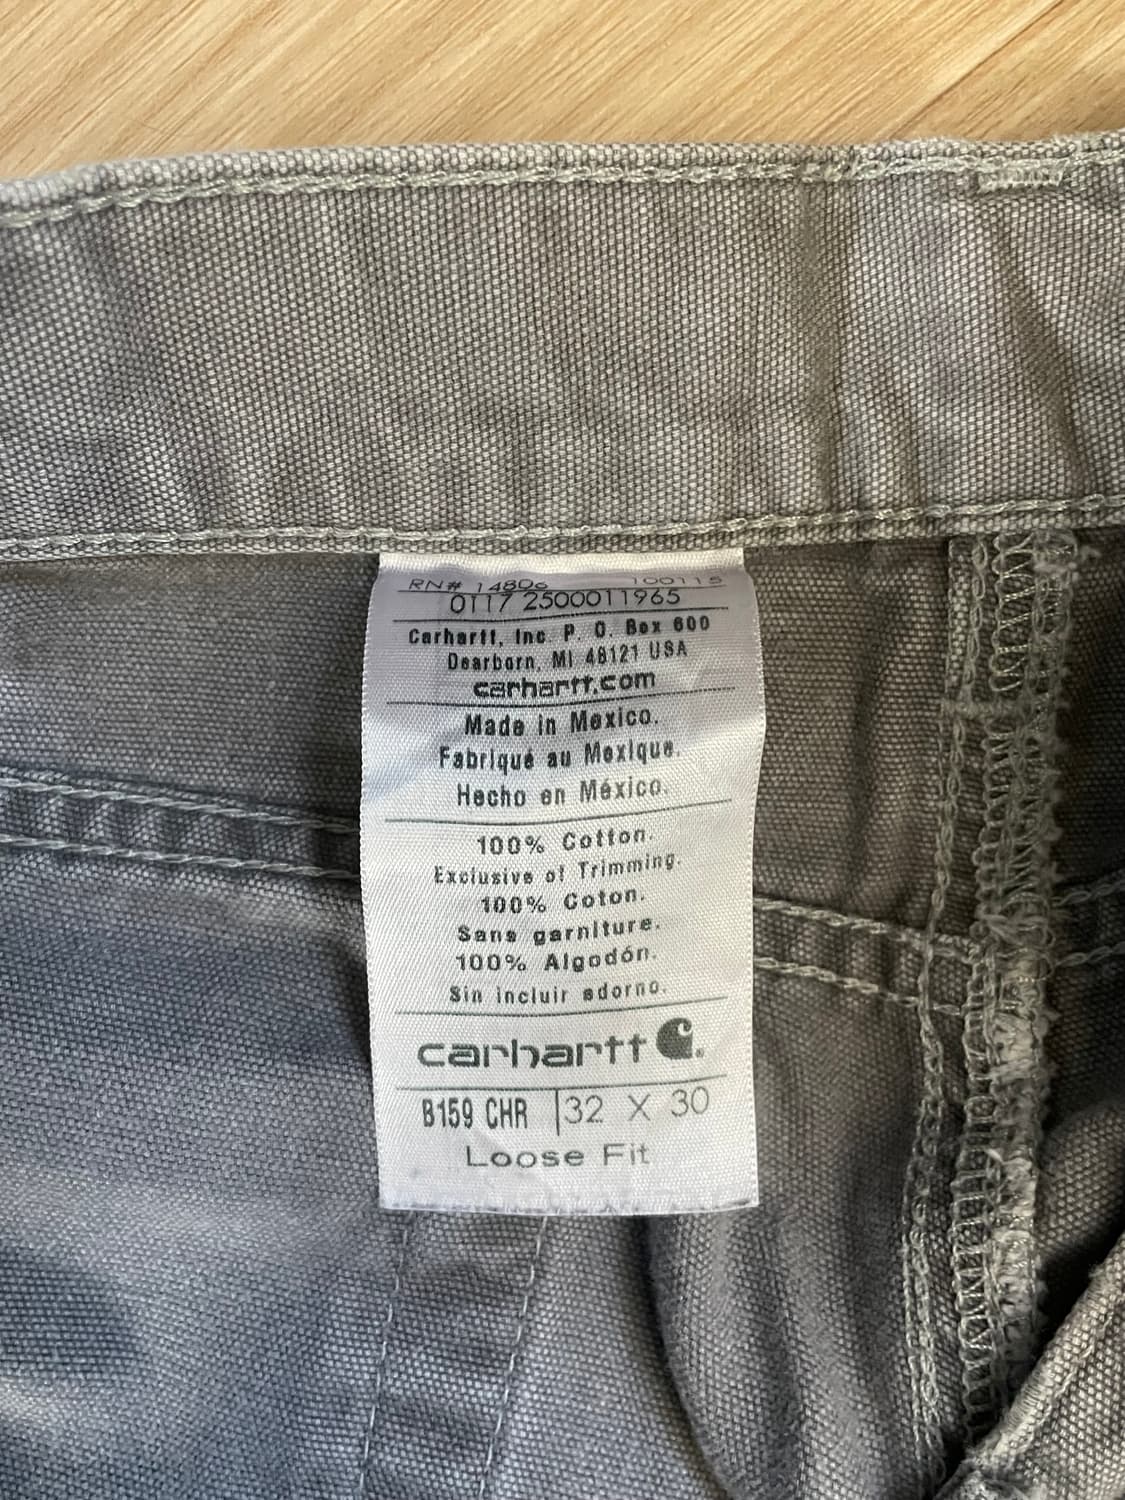 RN# 14806 100115
0117 2500011965
Carhartt, Inc. P. O. Box 600
Dearborn, MI 48121 USA
carhartt.com
Made in Mexico.
Fabriqué au Mexique.
Hecho en México.
100% Cotton.
Exclusive of Trimming.
100% Coton.
Sans garniture.
100% Algodón.
Sin incluir adorno.
carhartt
B159 CHR 32 X 30
Loose Fit